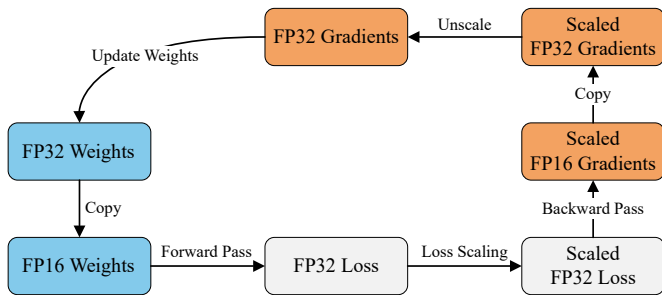 FP32 Gradients
Unscale
Scaled
FP32 Gradients
Update Weights
Copy
FP32 Weights
Scaled
FP16 Gradients
Copy
Backward Pass
FP16 Weights
Forward Pass
FP32 Loss
Loss Scaling
Scaled
FP32 Loss